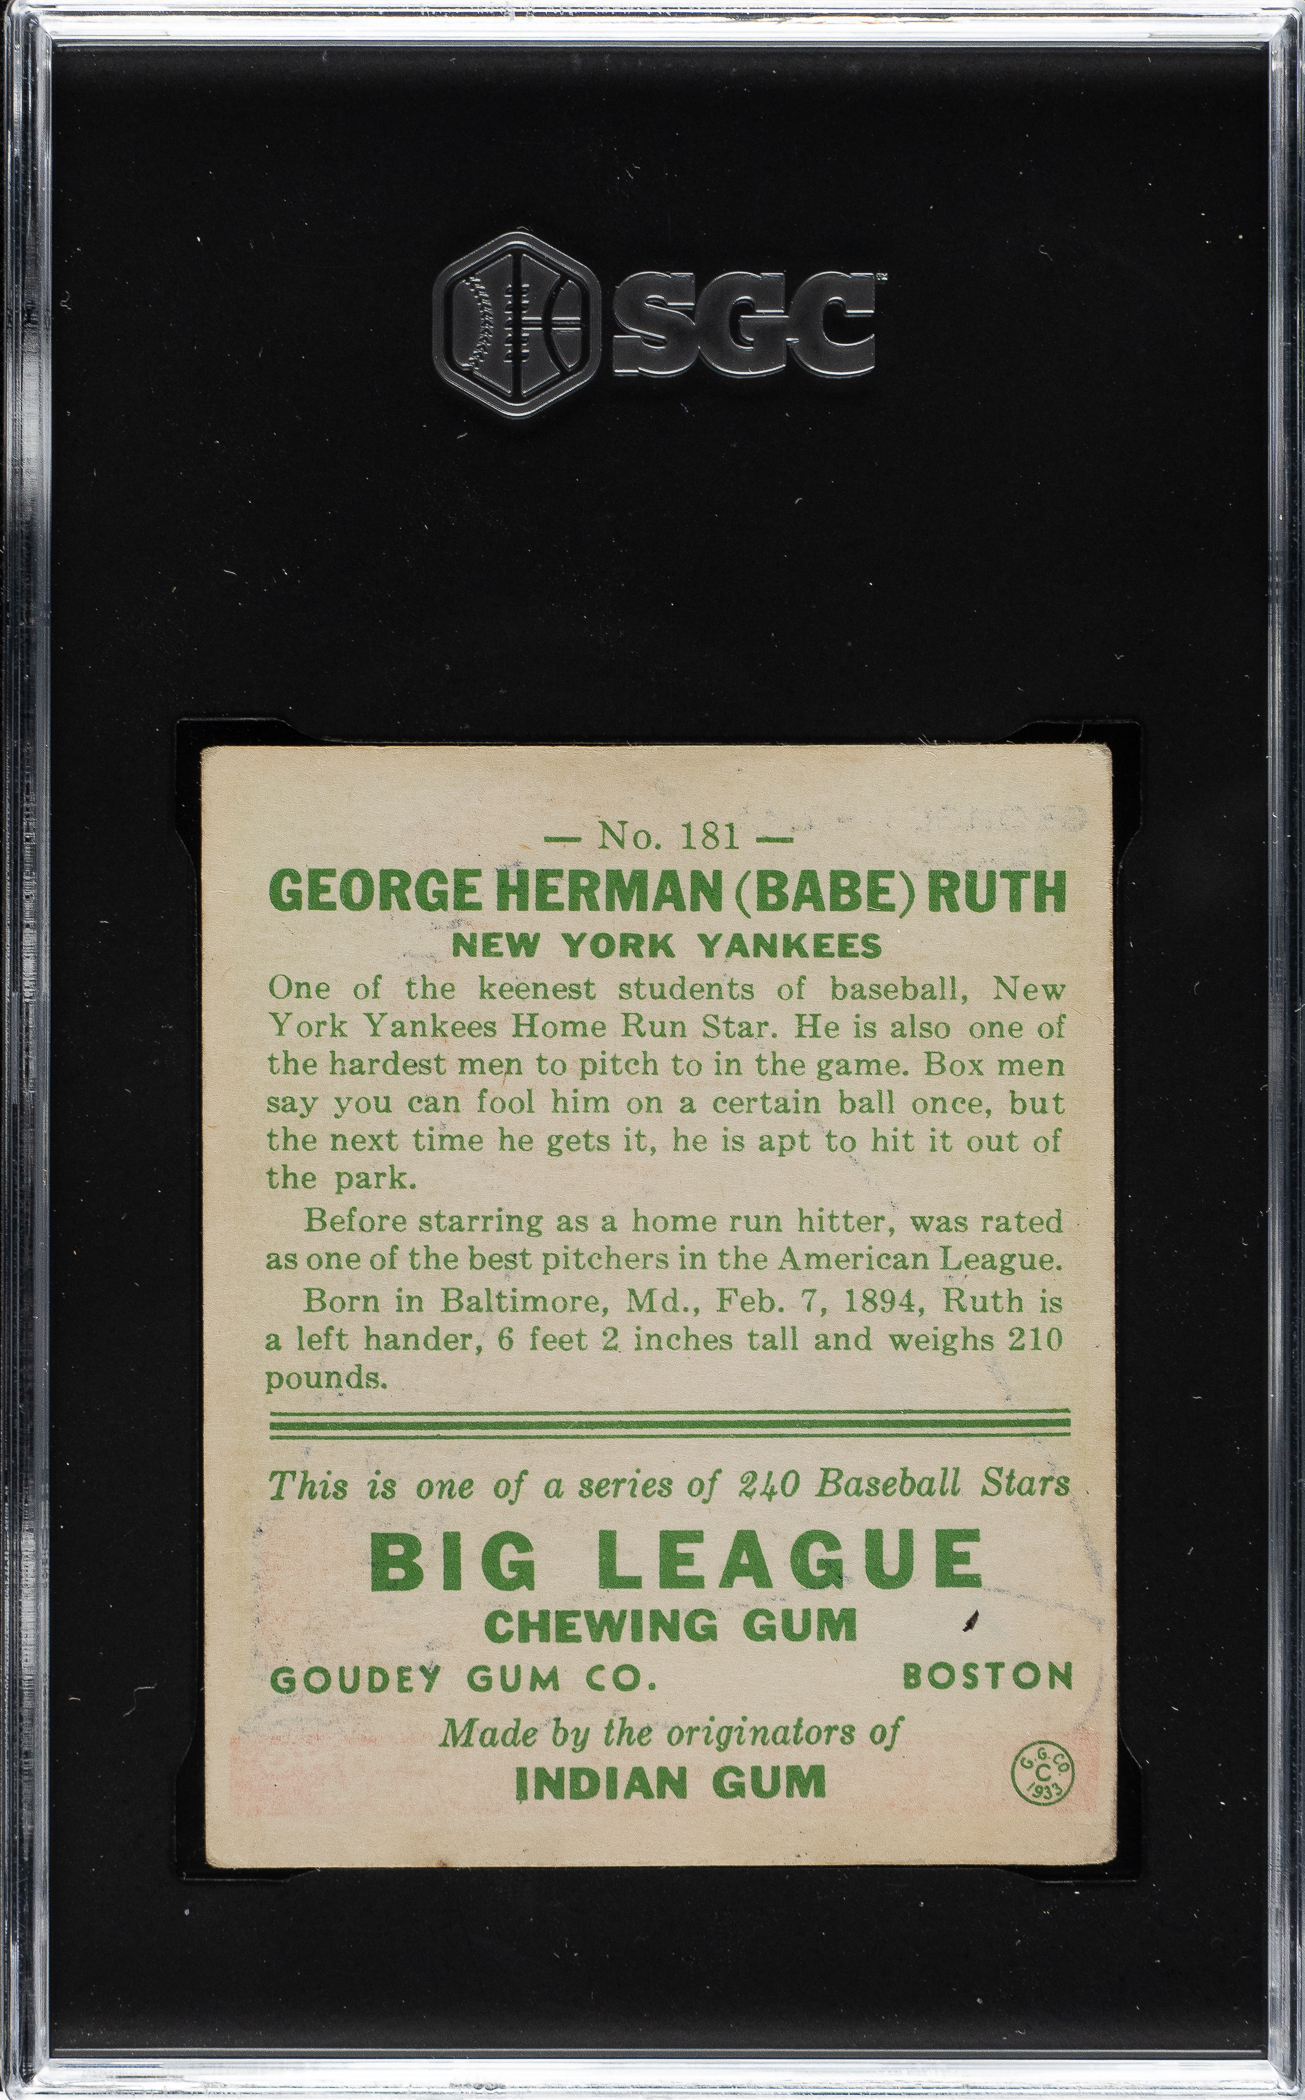 SGC
— No. 181 —
GEORGE HERMAN (BABE) RUTH
NEW YORK YANKEES
One of the keenest students of baseball, New
York Yankees Home Run Star. He is also one of
the hardest men to pitch to in the game. Box men
say you can fool him on a certain ball once, but
the next time he gets it, he is apt to hit it out of
the park.
Before starring as a home run hitter, was rated
as one of the best pitchers in the American League.
Born in Baltimore, Md., Feb. 7, 1894, Ruth is
a left hander, 6 feet 2 inches tall and weighs 210
pounds.
This is one of a series of 240 Baseball Stars
BIG LEAGUE
CHEWING GUM
GOUDEY GUM CO. BOSTON
Made by the originators of
INDIAN GUM
G. G. CO.
C
1933